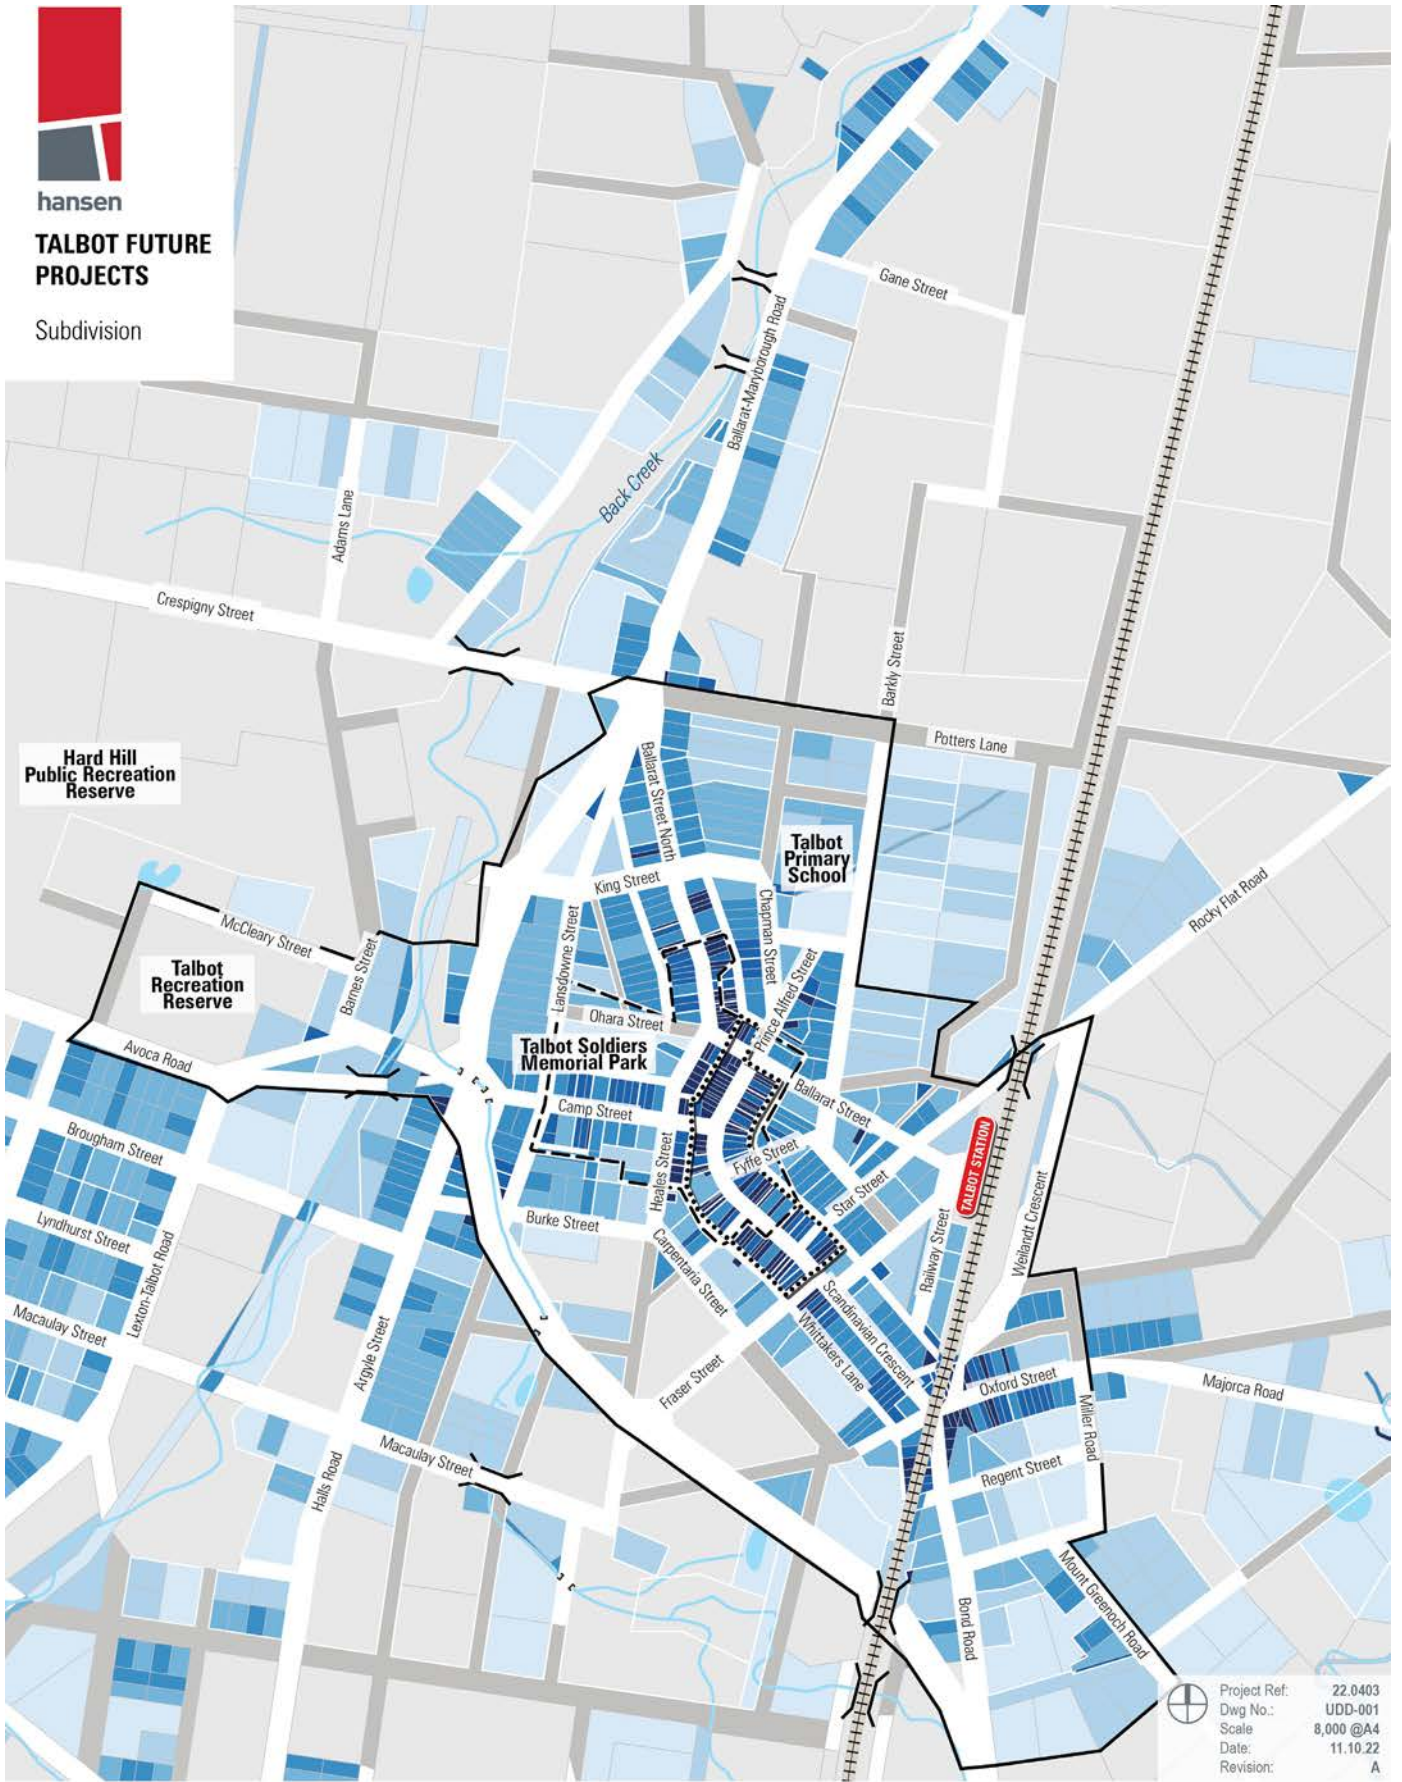 hansen
TALBOT FUTURE
PROJECTS
Subdivision
Gane Street
Ballarat-Maryborough Road
Back Creek
Adams Lane
Crespigny Street
Barkly Street
Potters Lane
Hard Hill
Public Recreation
Reserve
Ballarat Street North
Talbot
Primary
School
King Street
Rocky Flat Road
Chapman Street
Lansdowne Street
McCleary Street
Barnes Street
Talbot
Recreation
Reserve
Prince Alfred Street
Ohara Street
Avoca Road
Talbot Soldiers
Memorial Park
Ballarat Street
Camp Street
Brougham Street
Fyffe Street
Heales Street
Star Street
TALBOT STATION
Weilandt Crescent
Burke Street
Lyndhurst Street
Lexton-Talbot Road
Railway Street
Carpentaria Street
Macaulay Street
Scandinavian Crescent
Whittakers Lane
Argyle Street
Fraser Street
Oxford Street
Majorca Road
Miller Road
Macaulay Street
Halls Road
Regent Street
Mount Greenoch Road
Bond Road
Project Ref: 22.0403
Dwg No.: UDD-001
Scale 8,000 @A4
Date: 11.10.22
Revision: A